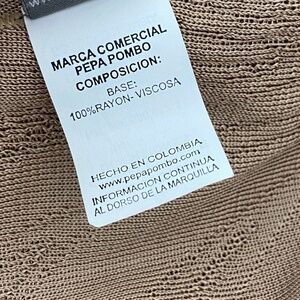 MARCA COMERCIAL
PEPA POMBO
COMPOSICION:
BASE:
100%RAYON-VISCOSA
HECHO EN COLOMBIA
www.pepapombo.com
INFORMACION CONTINUA
AL DORSO DE LA MARQUILLA